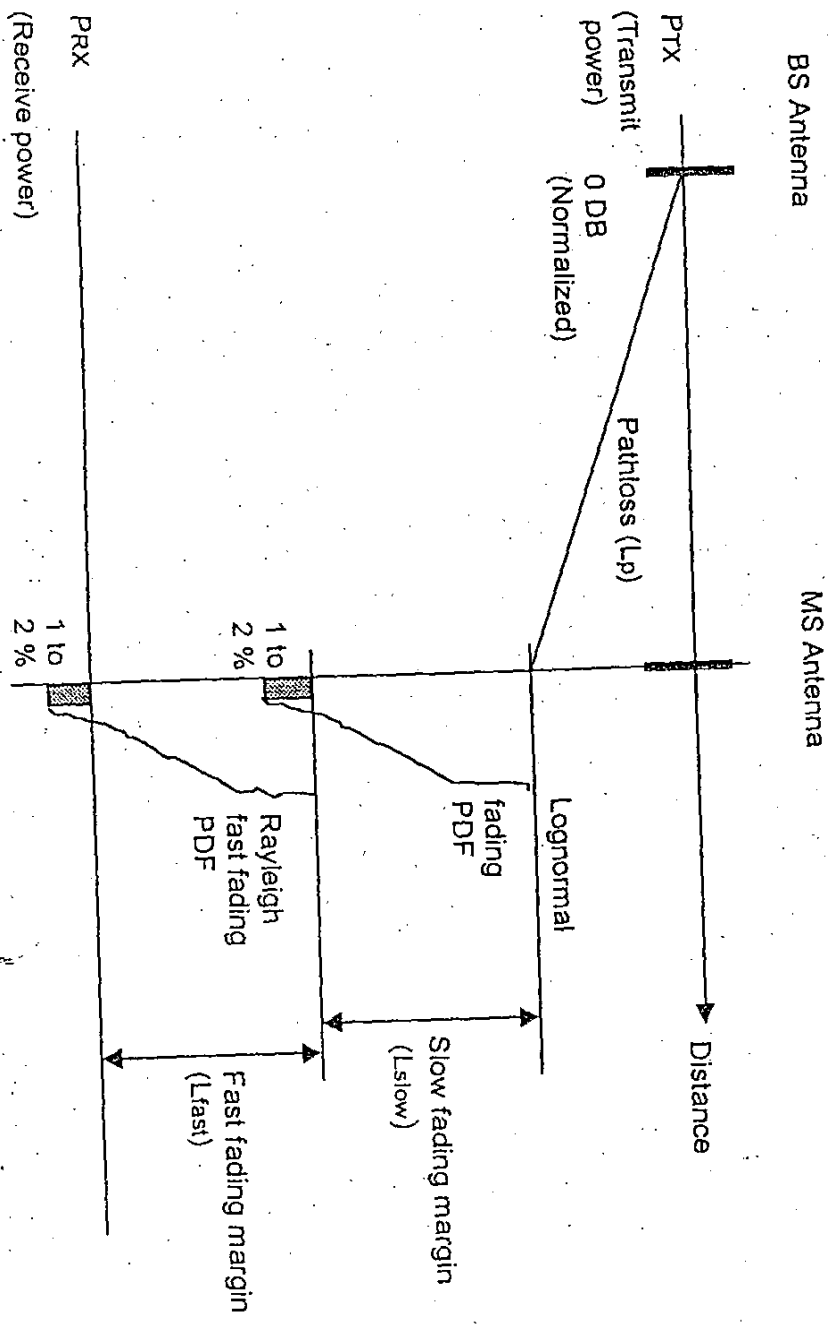 BS Antenna
MS Antenna
PTX
(Transmit
power)
0 DB
(Normalized)
Distance
Pathloss (Lp)
Lognormal
fading
PDF
Slow fading margin
(Lslow)
1 to
2 %
Rayleigh
fast fading
PDF
Fast fading margin
(Lfast)
1 to
2 %
PRX
(Receive power)